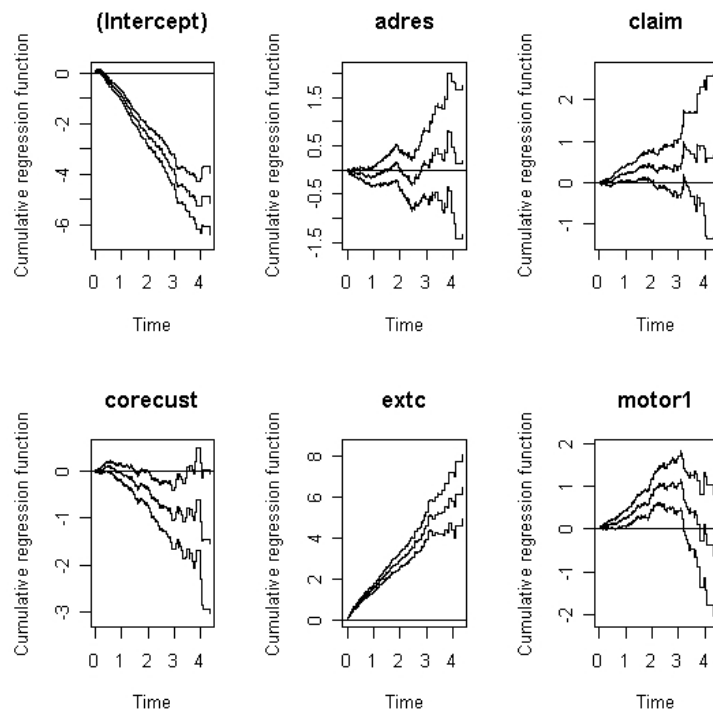 (Intercept)
Cumulative regression function
0
-2
-4
-6
0 1 2 3 4
Time
adres
Cumulative regression function
1.5
0.5
-0.5
-1.5
0 1 2 3 4
Time
claim
Cumulative regression function
2
1
0
-1
0 1 2 3 4
Time
corecust
Cumulative regression function
0
-1
-2
-3
0 1 2 3 4
Time
extc
Cumulative regression function
8
6
4
2
0
0 1 2 3 4
Time
motor1
Cumulative regression function
2
1
0
-1
-2
0 1 2 3 4
Time